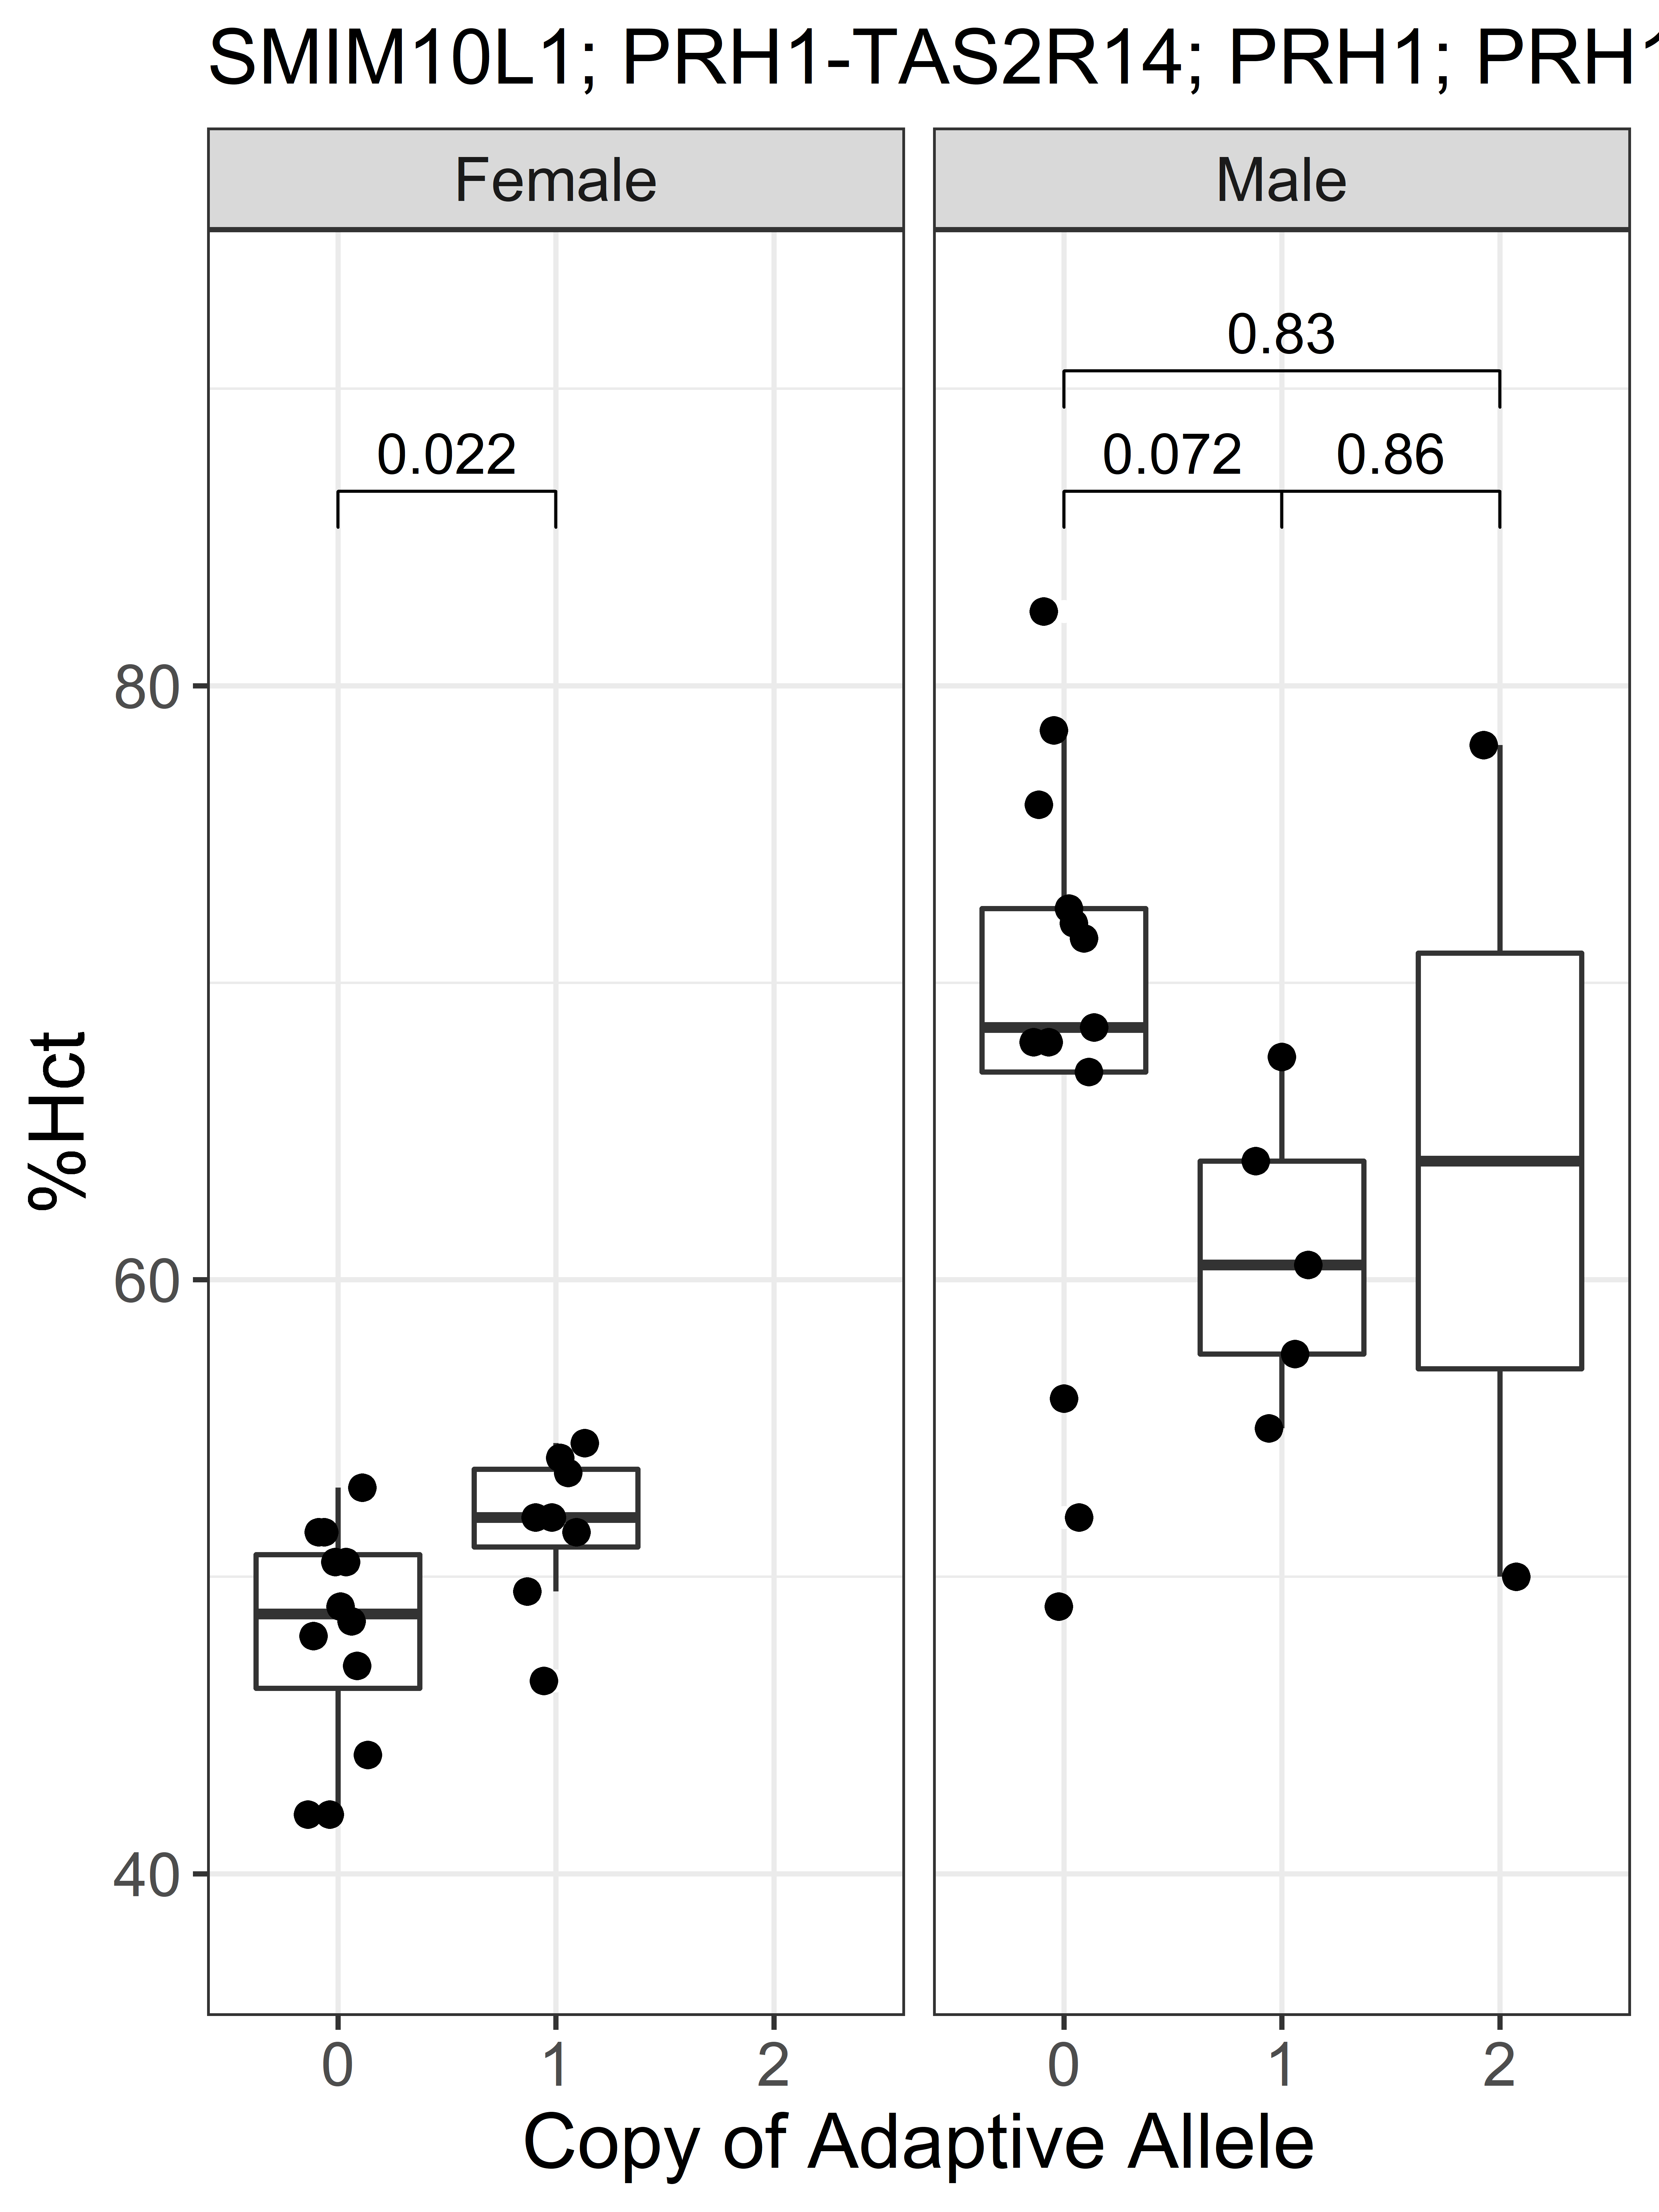 SMIM10L1; PRH1-TAS2R14; PRH1; PRH1
Female
Male
0.83
0.022
0.072
0.86
80
60
40
%Hct
0
1
2
0
1
2
Copy of Adaptive Allele